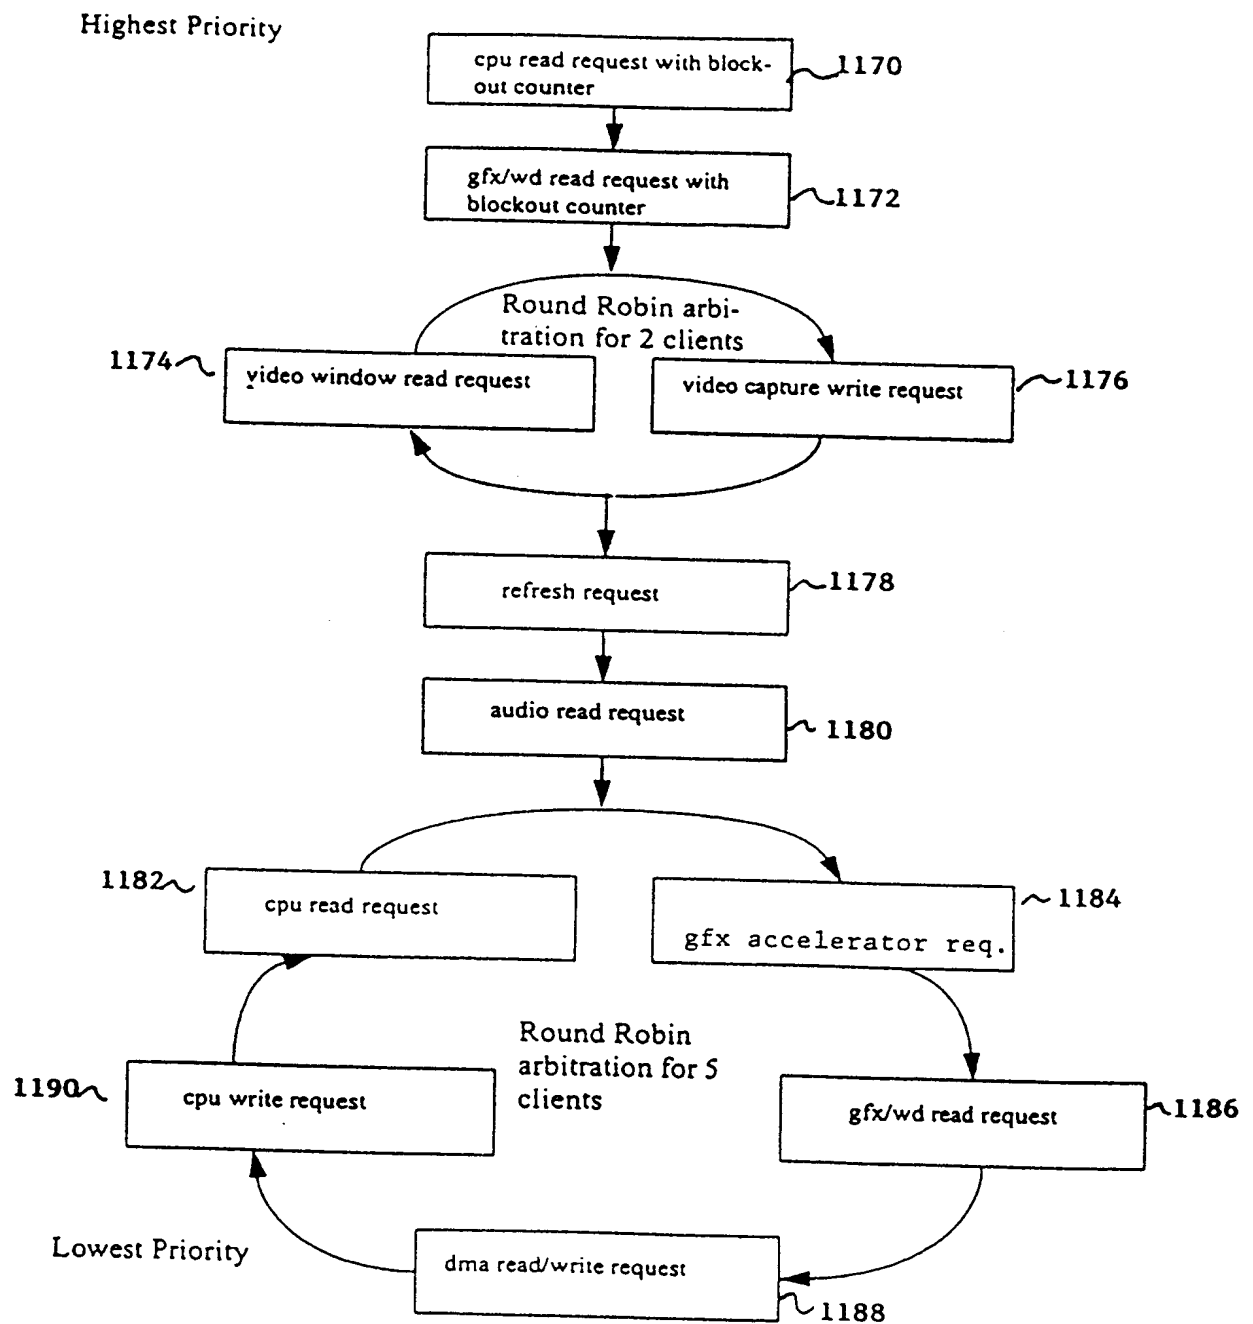 Highest Priority
cpu read request with block-
out counter
1170
gfx/wd read request with
blockout counter
1172
Round Robin arbi-
tration for 2 clients
1174
video window read request
video capture write request
1176
refresh request
1178
audio read request
1180
1182
cpu read request
gfx accelerator req.
1184
Round Robin
arbitration for 5
clients
1190
cpu write request
gfx/wd read request
1186
Lowest Priority
dma read/write request
1188